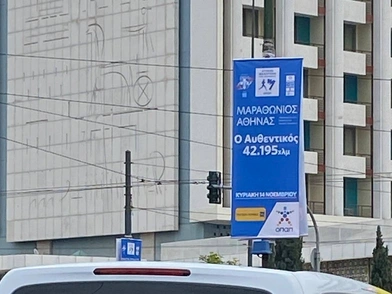 ΜΑΡΑΘΩΝΙΟΣ
ΑΘΗΝΑΣ
Ο Αυθεντικός
42.195χλμ
ΚΥΡΙΑΚΗ 14 ΝΟΕΜΒΡΙΟΥ
ΟΠΑΠ